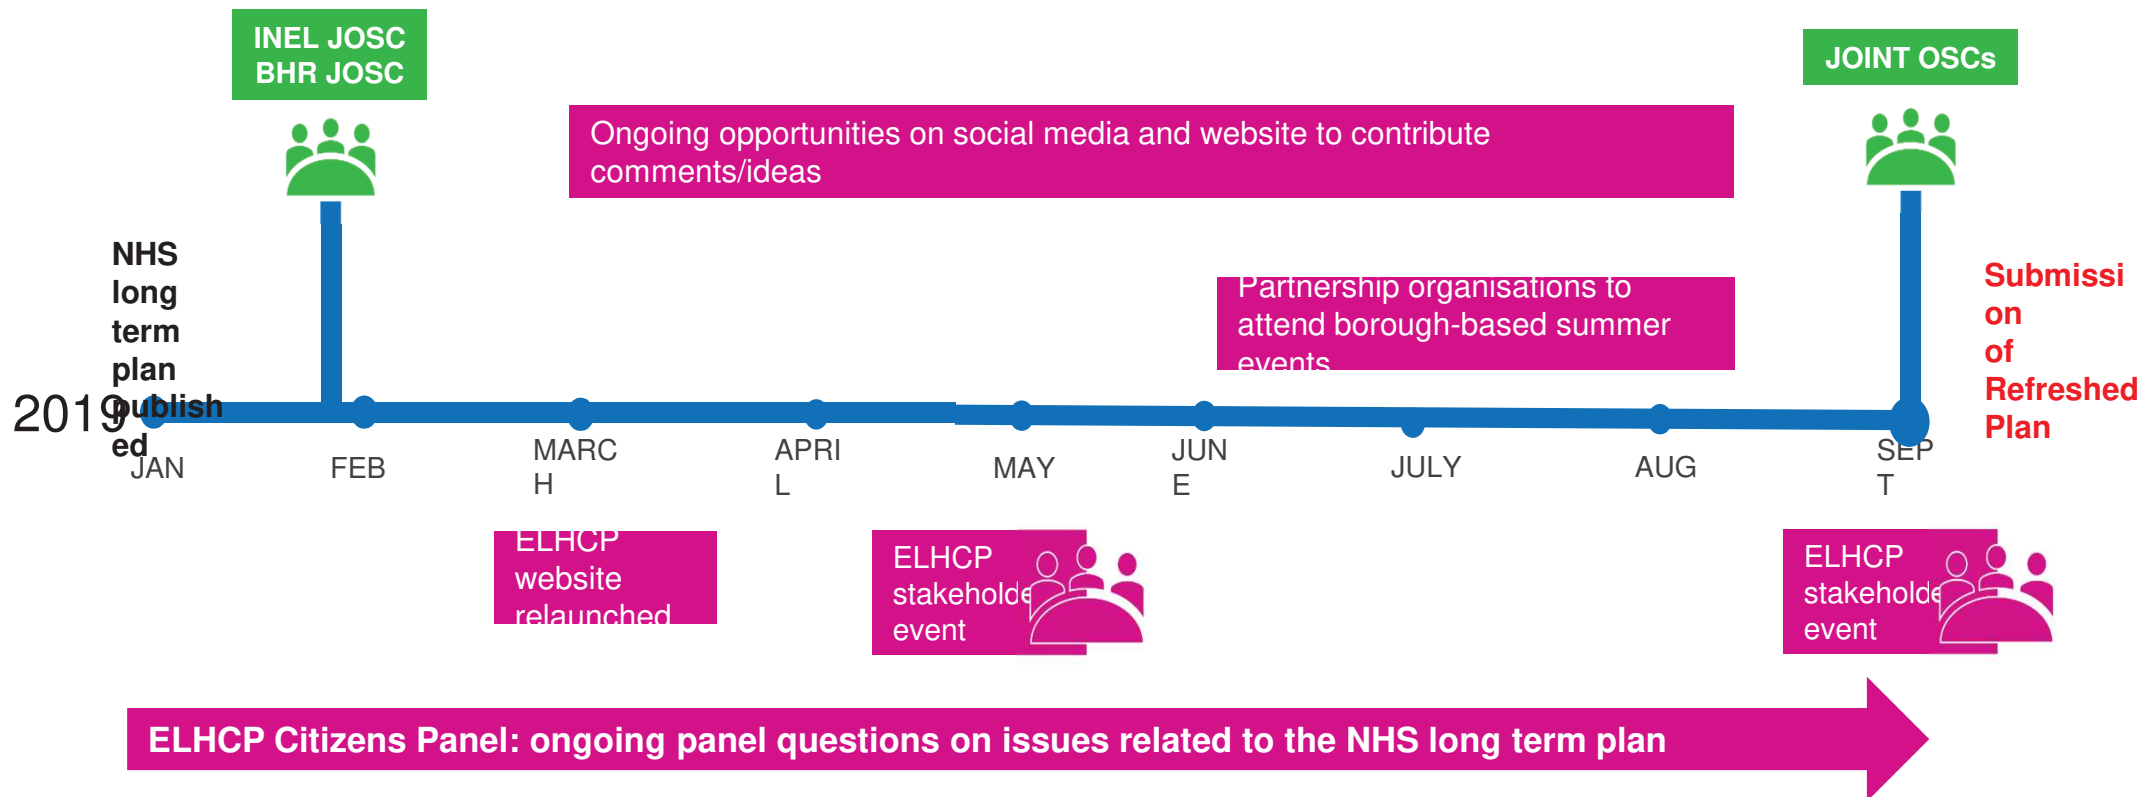 INEL JOSC
BHR JOSC
JOINT OSCs
Ongoing opportunities on social media and website to contribute
comments/ideas
NHS
long
term
plan
publish
ed
Partnership organisations to
attend borough-based summer
events
Submissi
on
of
Refreshed
Plan
2019
JAN
FEB
MARC
H
APRI
L
MAY
JUN
E
JULY
AUG
SEP
T
ELHCP
website
relaunched
ELHCP
stakeholde
event
ELHCP
stakeholde
event
ELHCP Citizens Panel: ongoing panel questions on issues related to the NHS long term plan